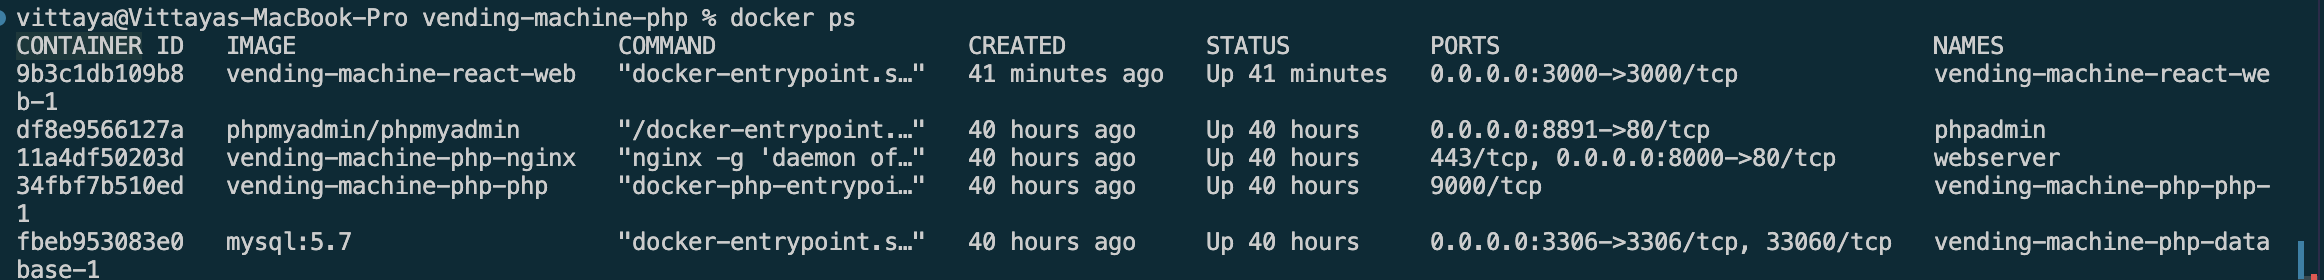 vittaya@Vittayas-MacBook-Pro vending-machine-php % docker ps
CONTAINER ID   IMAGE                       COMMAND                  CREATED          STATUS          PORTS                               NAMES
9b3c1db109b8   vending-machine-react-web   "docker-entrypoint.s…"   41 minutes ago   Up 41 minutes   0.0.0.0:3000->3000/tcp              vending-machine-react-we
b-1
df8e9566127a   phpmyadmin/phpmyadmin       "/docker-entrypoint.…"   40 hours ago     Up 40 hours     0.0.0.0:8891->80/tcp                phpadmin
11a4df50203d   vending-machine-php-nginx   "nginx -g 'daemon of…"   40 hours ago     Up 40 hours     443/tcp, 0.0.0.0:8000->80/tcp       webserver
34fbf7b510ed   vending-machine-php-php     "docker-php-entrypoi…"   40 hours ago     Up 40 hours     9000/tcp                            vending-machine-php-php-
1
fbeb953083e0   mysql:5.7                   "docker-entrypoint.s…"   40 hours ago     Up 40 hours     0.0.0.0:3306->3306/tcp, 33060/tcp   vending-machine-php-data
base-1